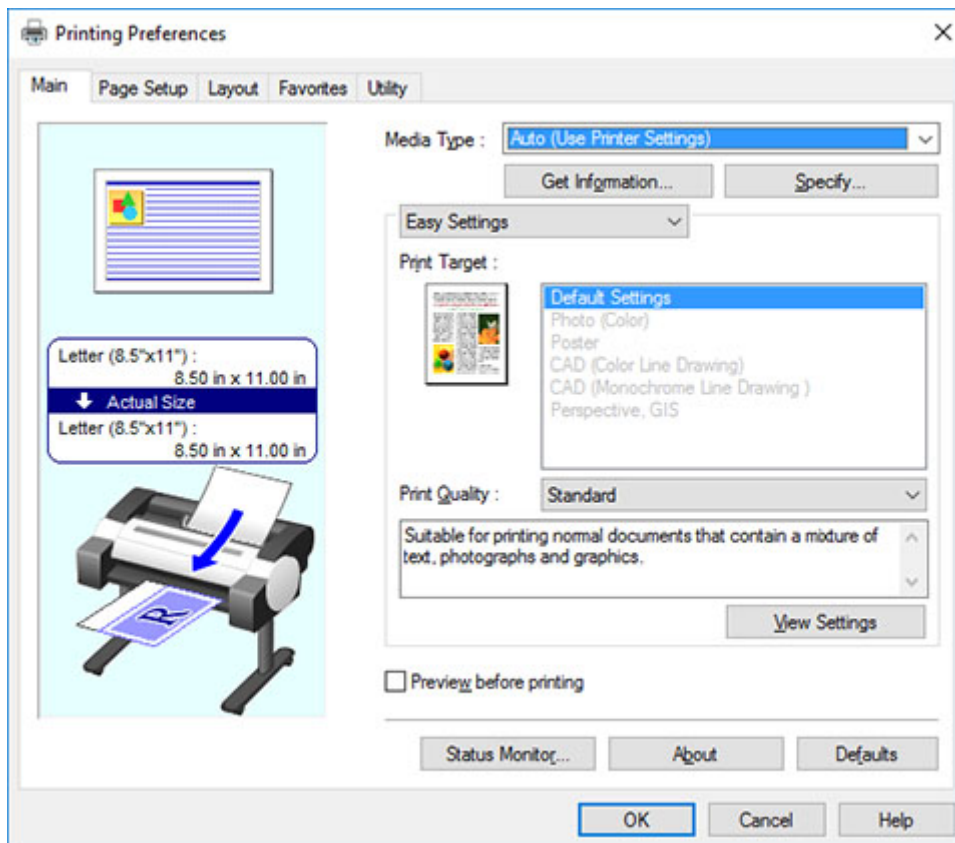 Printing Preferences
Main
Page Setup
Layout
Favorites
Utility
Media Type :
Auto (Use Printer Settings)
Get Information...
Specify...
Easy Settings
Print Target :
Default Settings
Photo (Color)
Poster
CAD (Color Line Drawing)
CAD (Monochrome Line Drawing )
Perspective, GIS
Letter (8.5"x11") :
8.50 in x 11.00 in
Actual Size
Letter (8.5"x11") :
8.50 in x 11.00 in
R
Print Quality :
Standard
Suitable for printing normal documents that contain a mixture of
text, photographs and graphics.
View Settings
Preview before printing
Status Monitor...
About
Defaults
OK
Cancel
Help